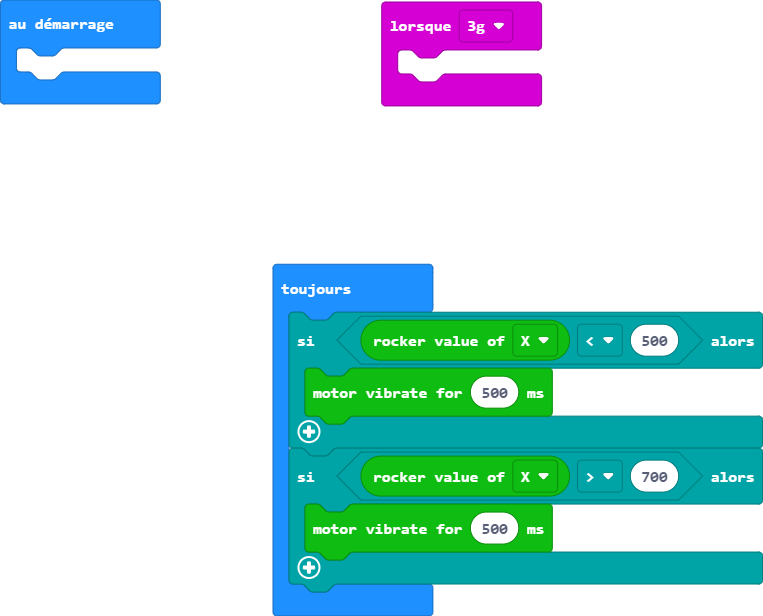 au démarrage
lorsque 3g
toujours
si rocker value of X < 500 alors
motor vibrate for 500 ms
si rocker value of X > 700 alors
motor vibrate for 500 ms